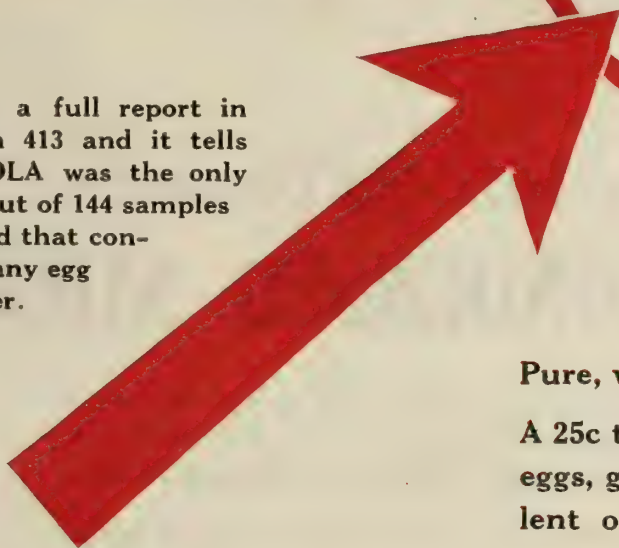 a full report in
413 and it tells
OLA was the only
out of 144 samples
d that con-
any egg
er.
Pure,
A 25c
eggs,
lent o